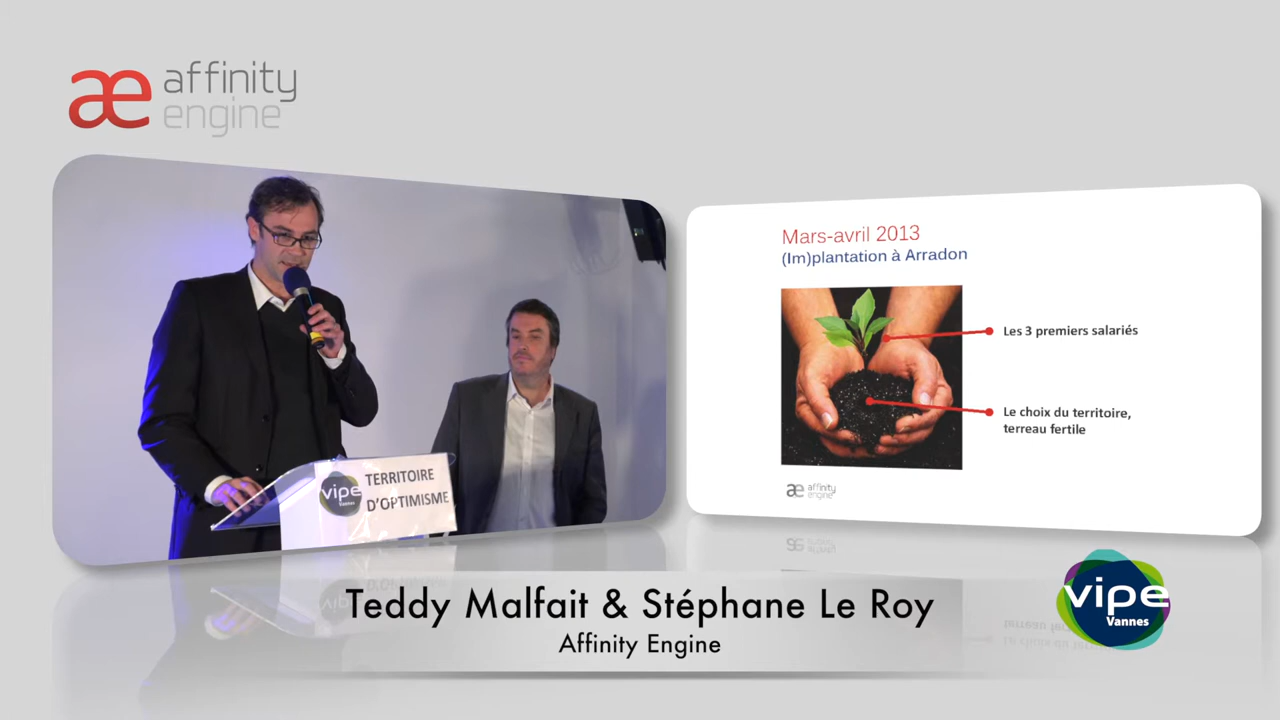 æ affinity
engine
vipe
Vannes
TERRITOIRE
D'OPTIMISME
Mars-avril 2013
(Im)plantation à Arradon
Les 3 premiers salariés
Le choix du territoire,
terreau fertile
æ affinity
engine
Teddy Malfait & Stéphane Le Roy
Affinity Engine
vipe
Vannes